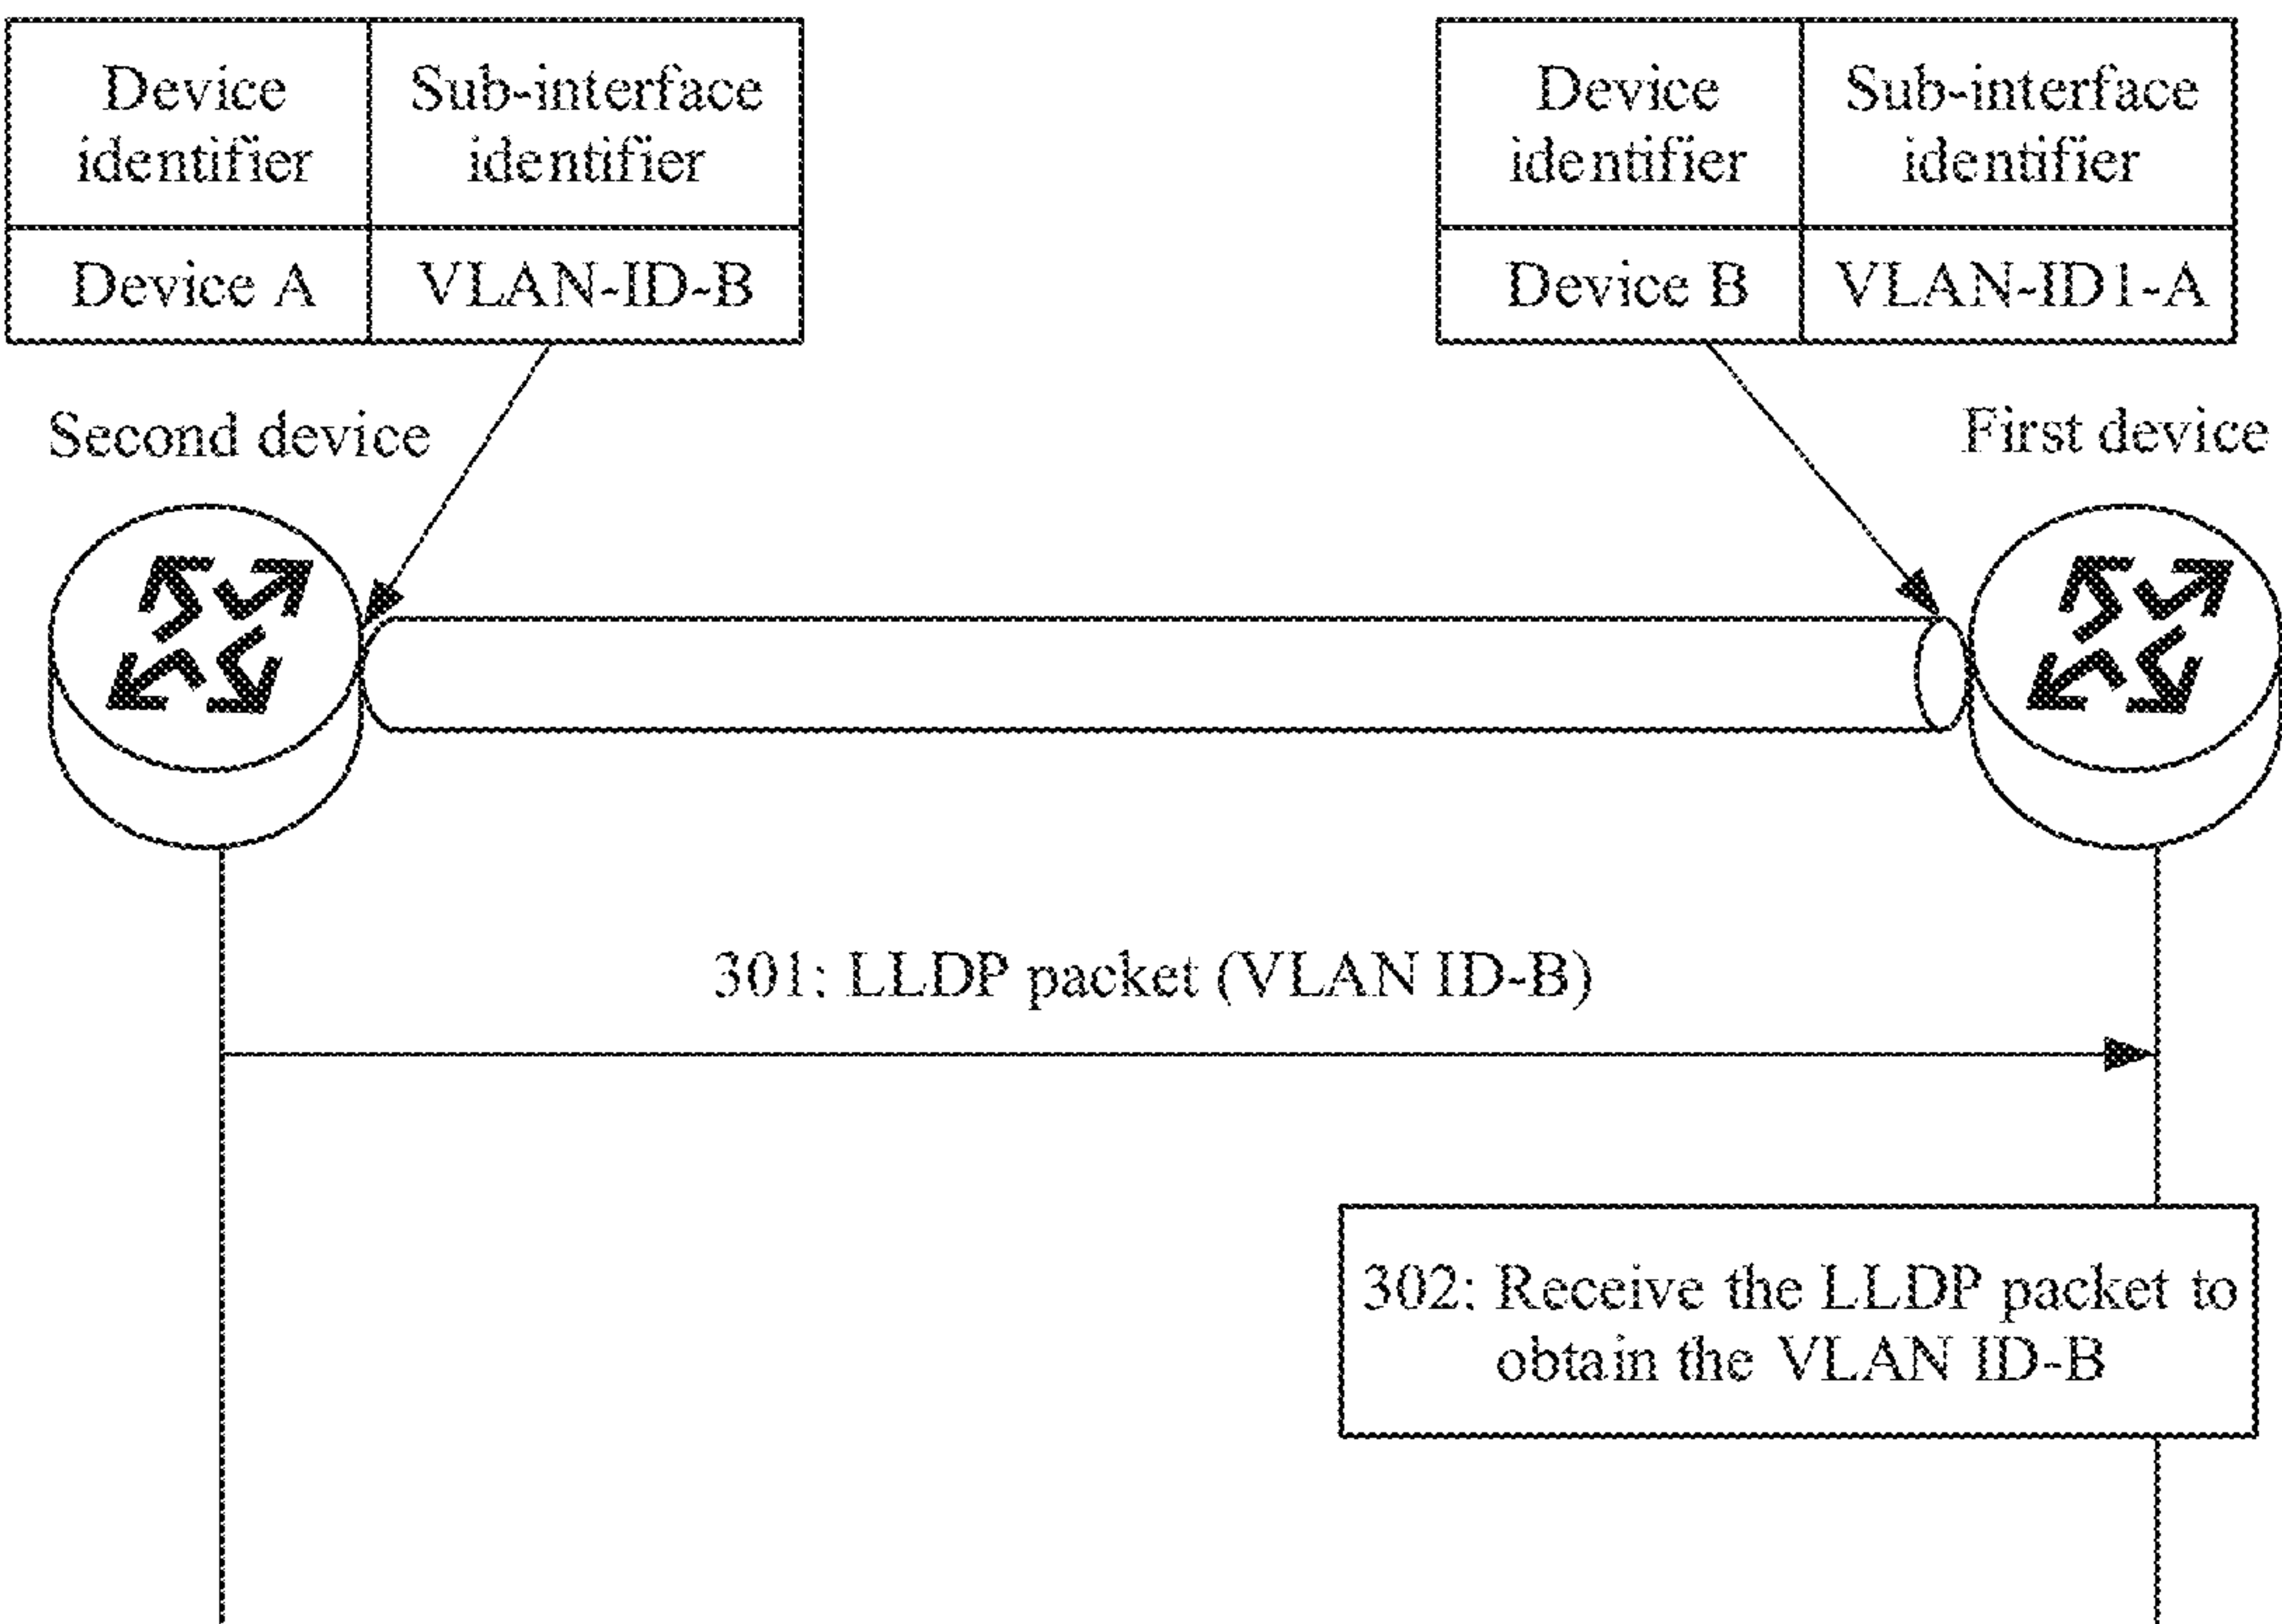 Device
identifier
Sub-interface
identifier
Device A
VLAN-ID-B
Device
identifier
Sub-interface
identifier
Device B
VLAN-ID1-A
Second device
First device
301: LLDP packet (VLAN ID-B)
302: Receive the LLDP packet to
obtain the VLAN ID-B